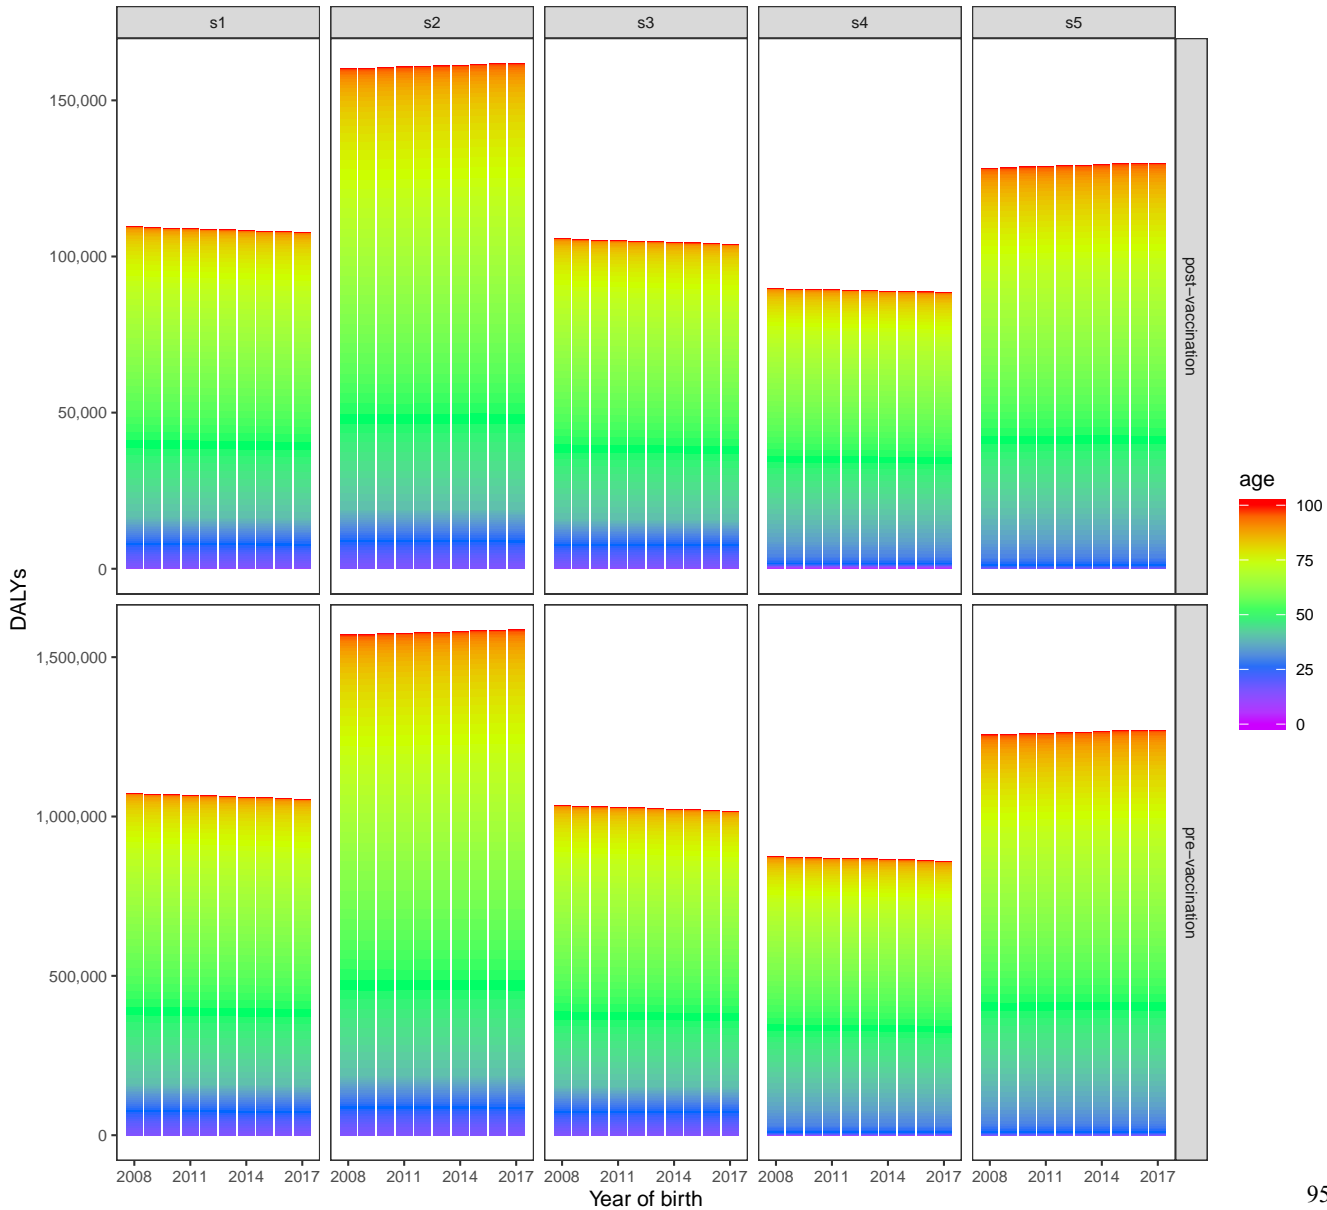 s1 s2 s3 s4 s5
150,000
100,000
50,000
0
post−vaccination
1,500,000
1,000,000
500,000
0
pre−vaccination
DALYs
2008 2011 2014 2017 2008 2011 2014 2017 2008 2011 2014 2017 2008 2011 2014 2017 2008 2011 2014 2017
Year of birth
age
100
75
50
25
0
95